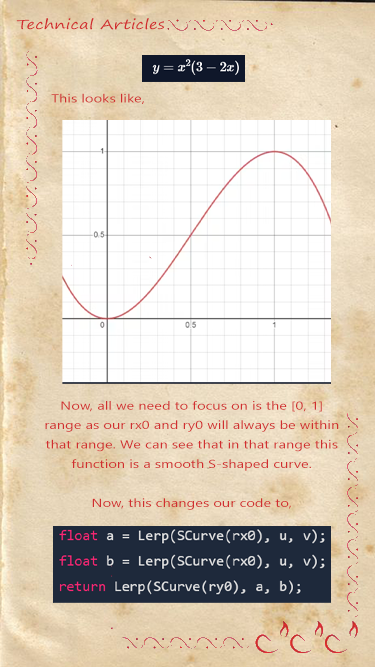 Technical Articles
y = x²(3 – 2x)
This looks like,
1
0.5
0 0.5 1
Now, all we need to focus on is the [0, 1]
range as our rx0 and ry0 will always be within
that range. We can see that in that range this
function is a smooth S-shaped curve.
Now, this changes our code to,
float a = Lerp(SCurve(rx0), u, v);
float b = Lerp(SCurve(rx0), u, v);
return Lerp(SCurve(ry0), a, b);